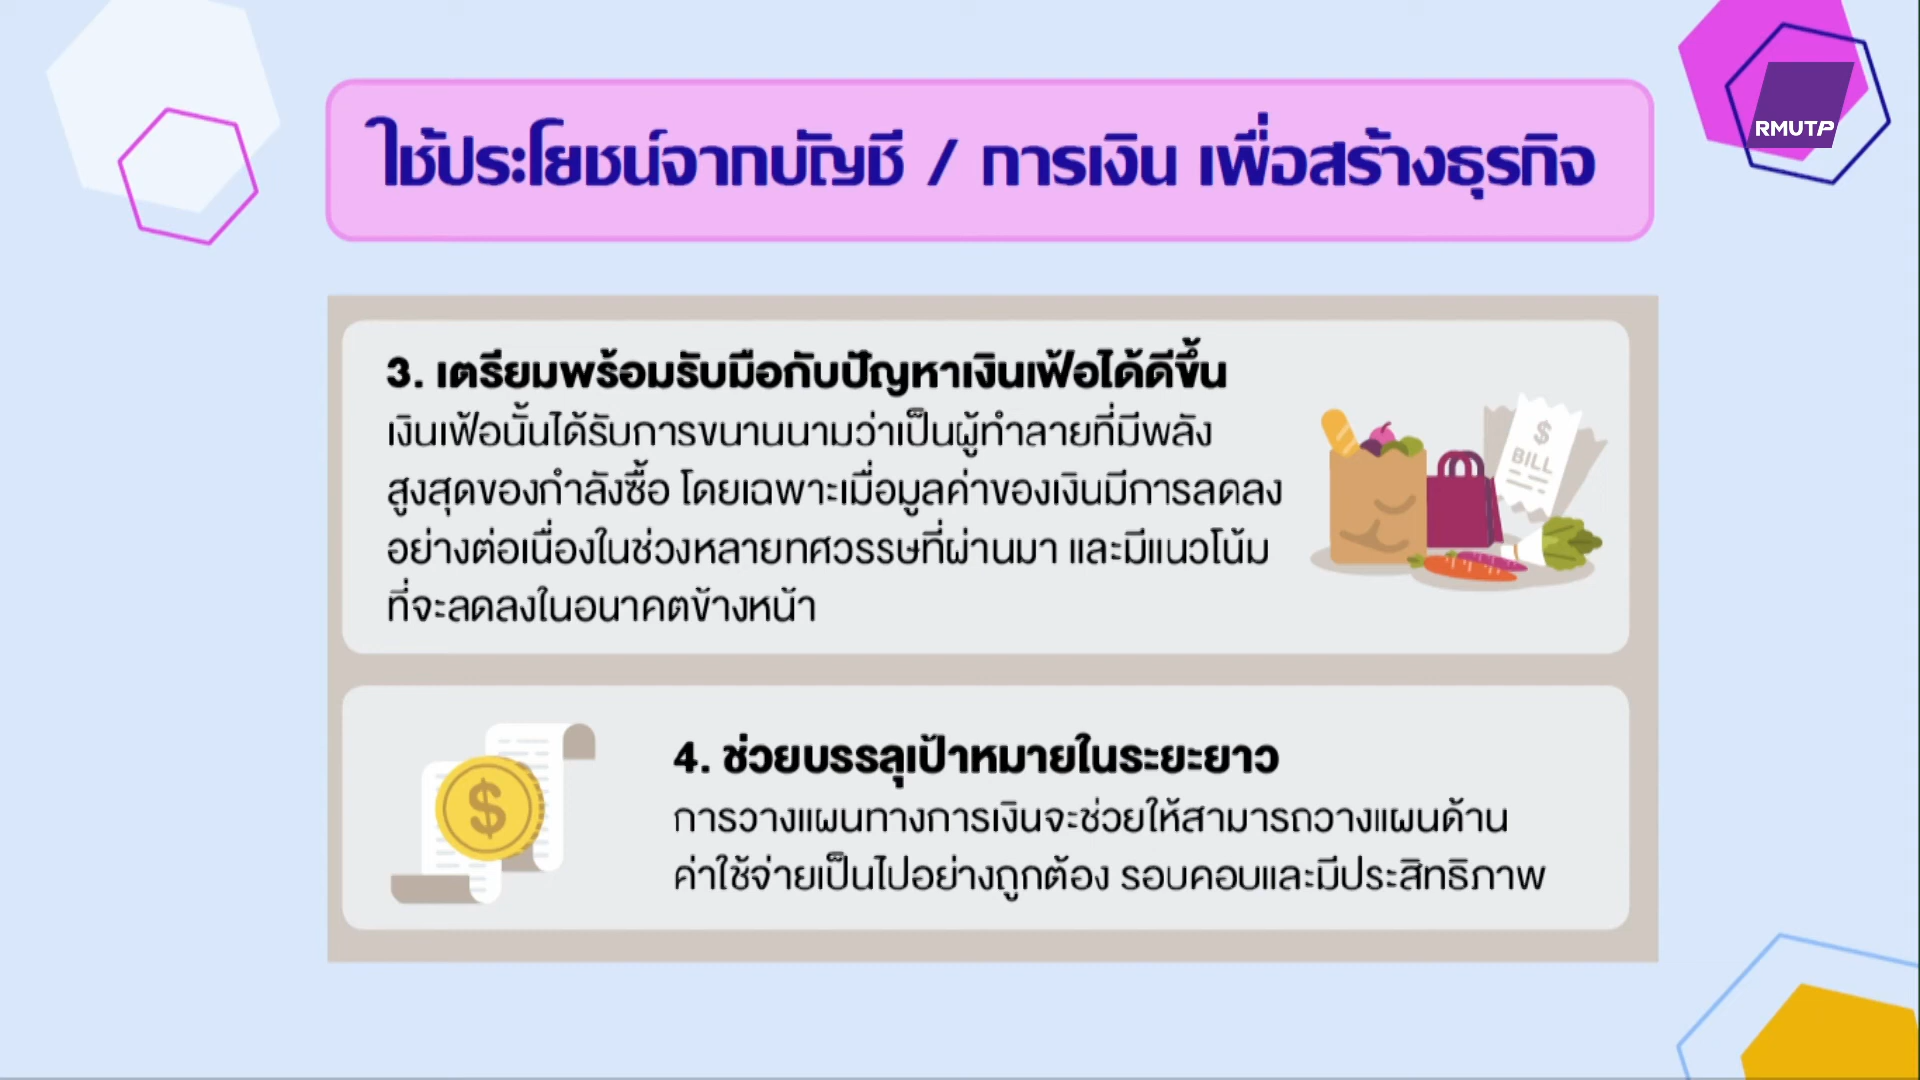 RMUTP
ใช้ประโยชน์จากบัญชี / การเงิน เพื่อสร้างธุรกิจ
3. เตรียมพร้อมรับมือกับปัญหาเงินเฟ้อได้ดีขึ้น
เงินเฟ้อนั้นได้รับการขนานนามว่าเป็นผู้ทำลายที่มีพลัง
สูงสุดของกำลังซื้อ โดยเฉพาะเมื่อมูลค่าของเงินมีการลดลง
อย่างต่อเนื่องในช่วงหลายทศวรรษที่ผ่านมา และมีแนวโน้ม
ที่จะลดลงในอนาคตข้างหน้า
$
BILL
$
4. ช่วยบรรลุเป้าหมายในระยะยาว
การวางแผนทางการเงินจะช่วยให้สามารถวางแผนด้าน
ค่าใช้จ่ายเป็นไปอย่างถูกต้อง รอบคอบและมีประสิทธิภาพ